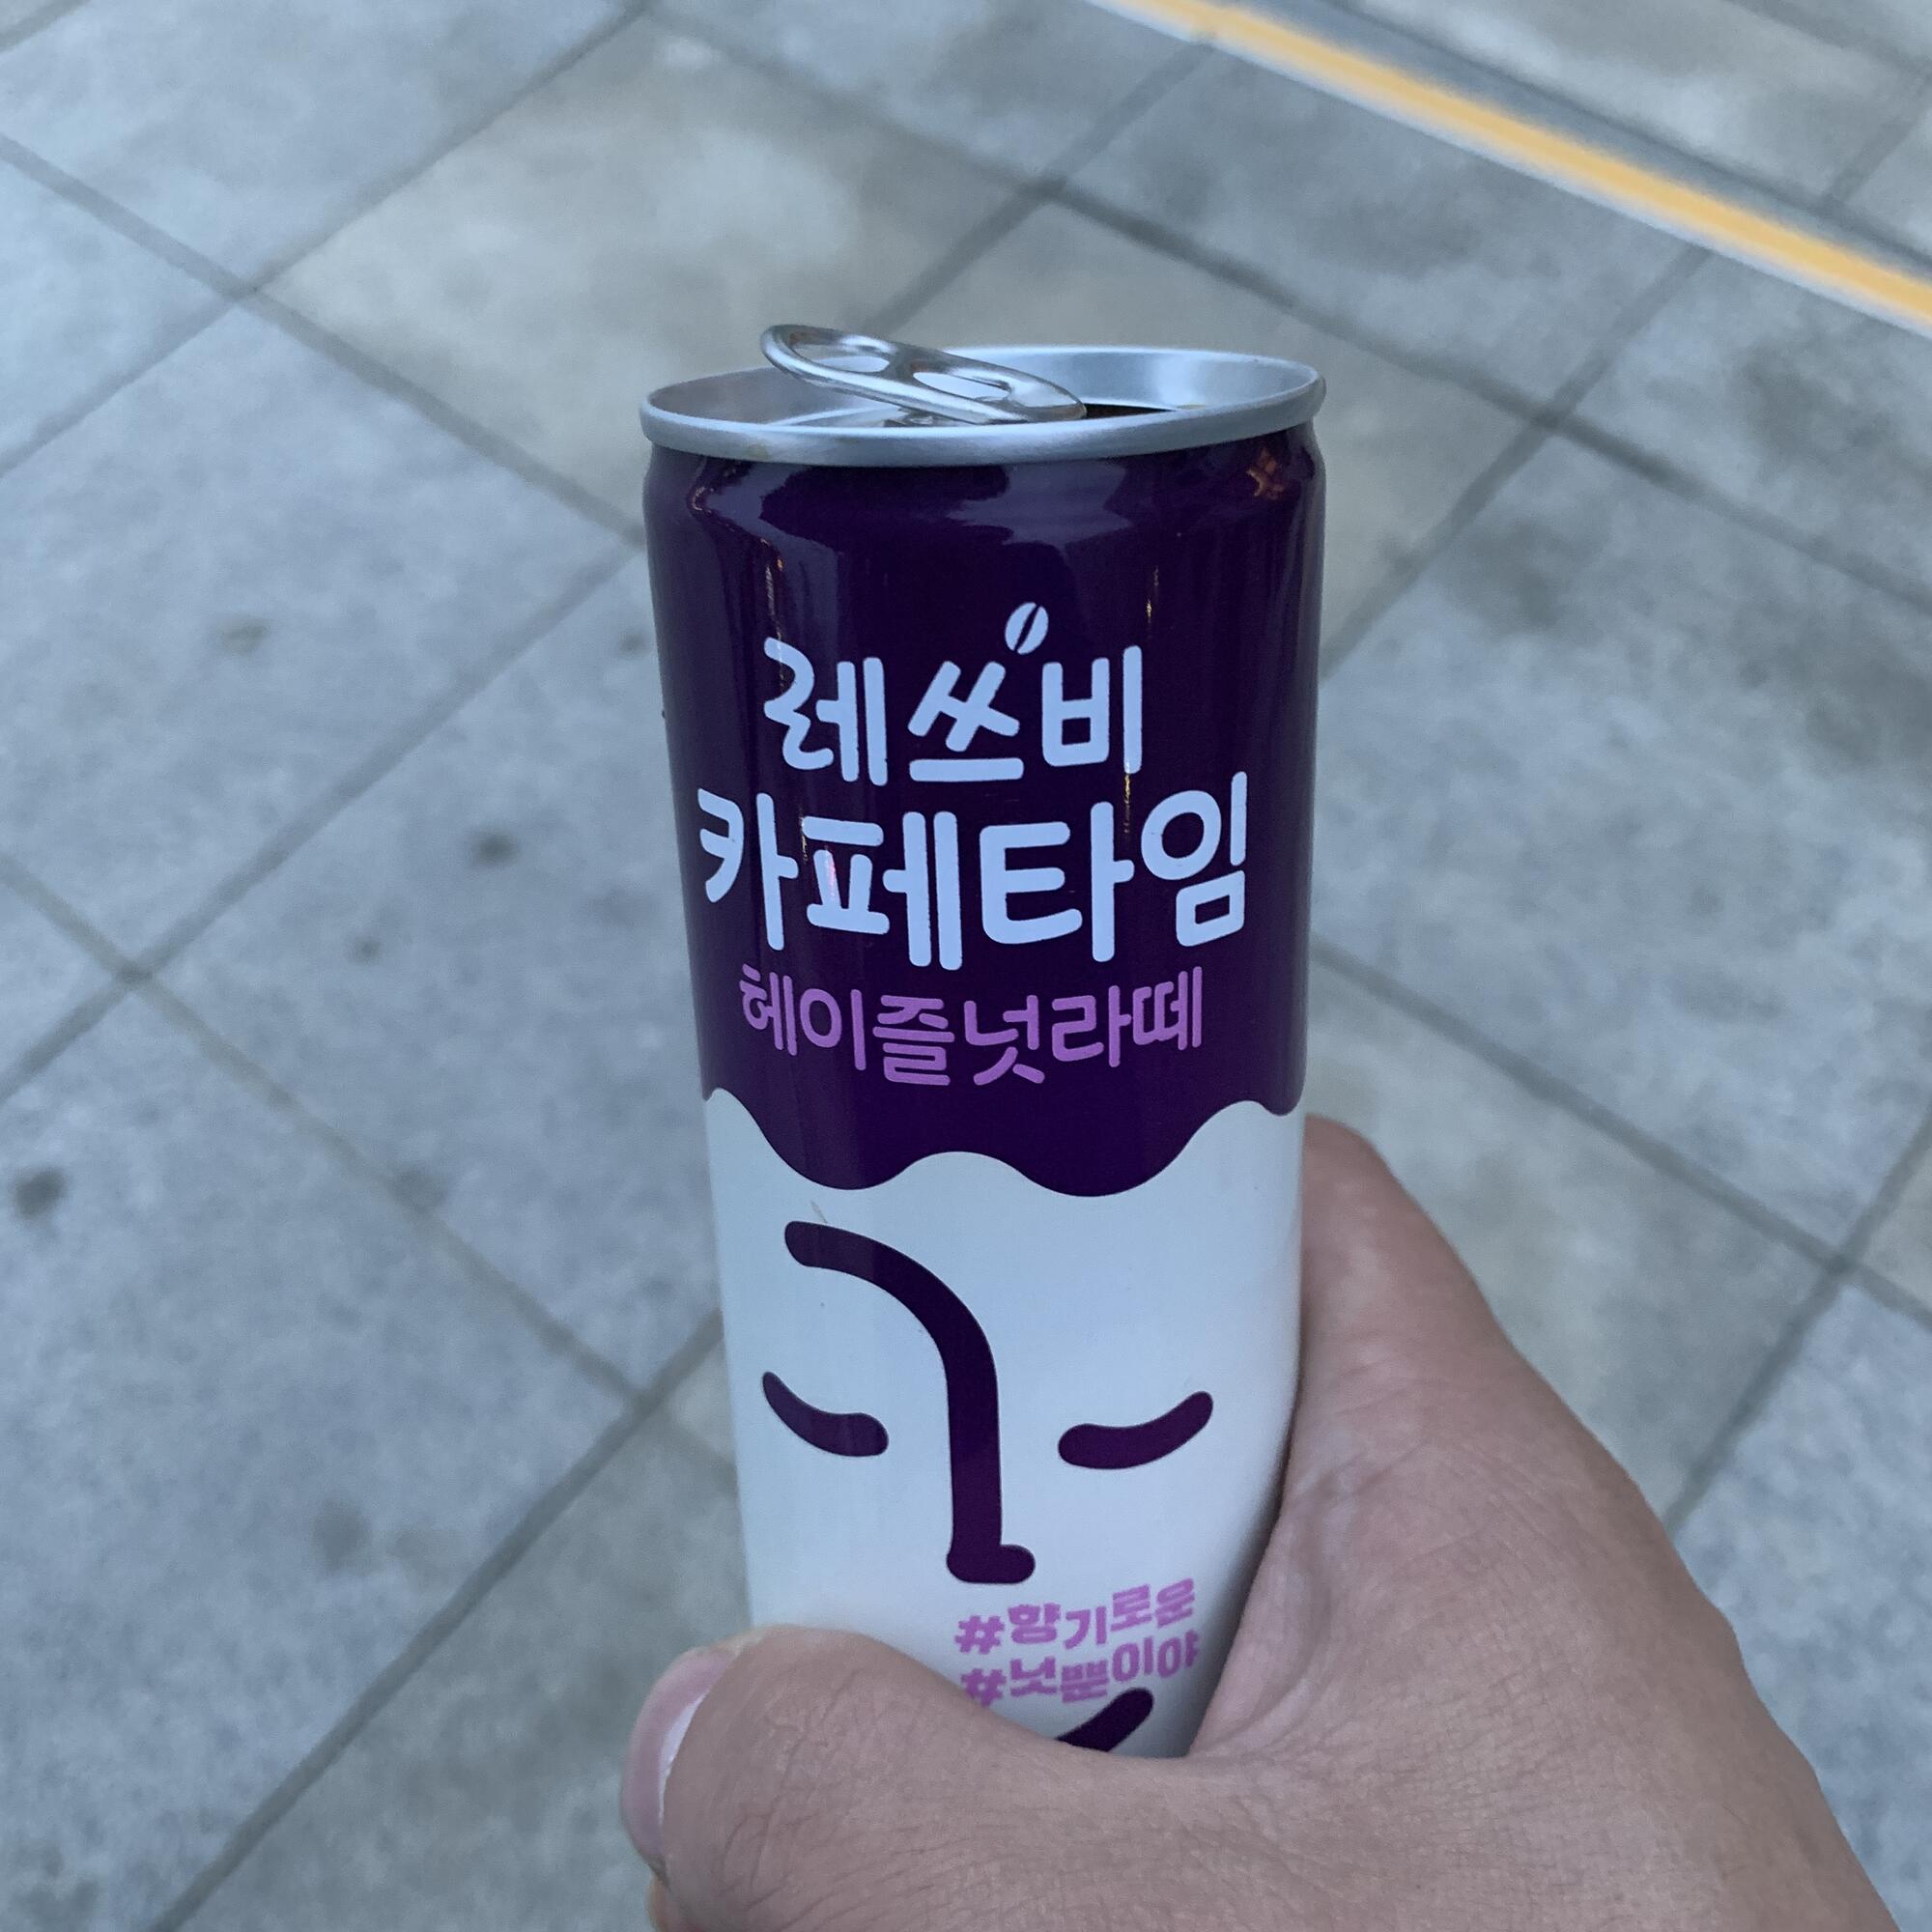 레쓰비
카페타임
헤이즐넛라떼
#향기로운
#넛뿐이야